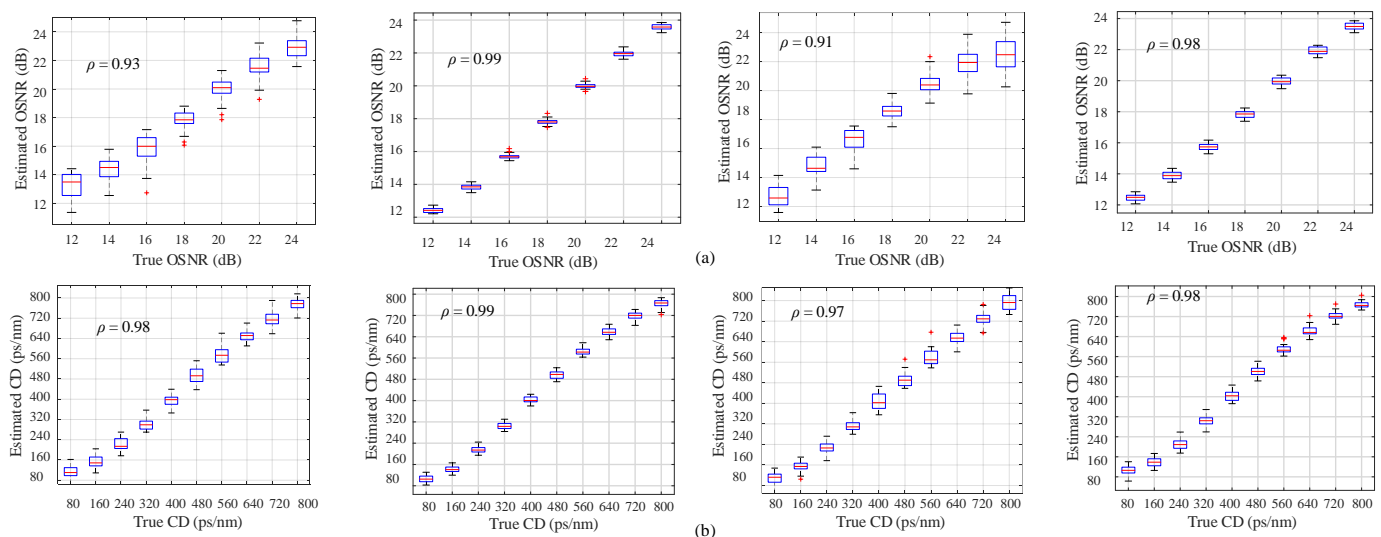 Estimated OSNR (dB)
24
22
20
18
16
14
12
ρ = 0.93
12 14 16 18 20 22 24
True OSNR (dB)
Estimated OSNR (dB)
24
22
20
18
16
14
12
ρ = 0.99
12 14 16 18 20 22 24
True OSNR (dB)
Estimated OSNR (dB)
24
22
20
18
16
14
12
ρ = 0.91
12 14 16 18 20 22 24
True OSNR (dB)
Estimated OSNR (dB)
24
22
20
18
16
14
12
ρ = 0.98
12 14 16 18 20 22 24
True OSNR (dB)
(a)
Estimated CD (ps/nm)
800
720
640
560
480
400
320
240
160
80
ρ = 0.98
80 160 240 320 400 480 560 640 720 800
True CD (ps/nm)
Estimated CD (ps/nm)
800
720
640
560
480
400
320
240
160
80
ρ = 0.99
80 160 240 320 400 480 560 640 720 800
True CD (ps/nm)
Estimated CD (ps/nm)
800
720
640
560
480
400
320
240
160
80
ρ = 0.97
80 160 240 320 400 480 560 640 720 800
True CD (ps/nm)
Estimated CD (ps/nm)
800
720
640
560
480
400
320
240
160
80
ρ = 0.98
80 160 240 320 400 480 560 640 720 800
True CD (ps/nm)
(b)